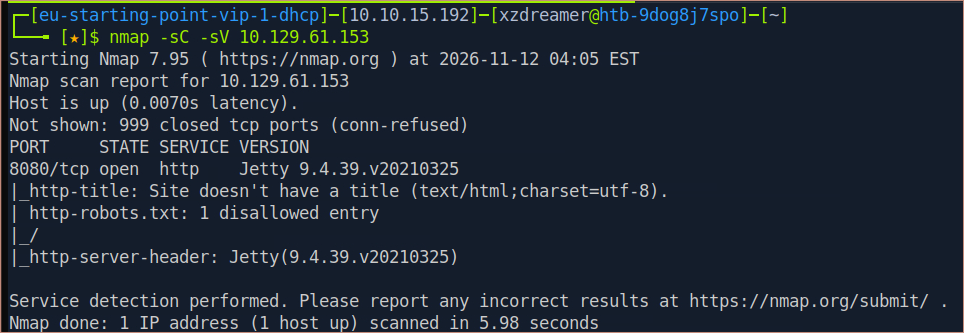 ┌─[eu-starting-point-vip-1-dhcp]─[10.10.15.192]─[xzdreamer@htb-9dog8j7spo]─[~]
└──╼ [★]$ nmap -sC -sV 10.129.61.153
Starting Nmap 7.95 ( https://nmap.org ) at 2026-11-12 04:05 EST
Nmap scan report for 10.129.61.153
Host is up (0.0070s latency).
Not shown: 999 closed tcp ports (conn-refused)
PORT     STATE SERVICE VERSION
8080/tcp open  http    Jetty 9.4.39.v20210325
|_http-title: Site doesn't have a title (text/html;charset=utf-8).
| http-robots.txt: 1 disallowed entry
|_/
|_http-server-header: Jetty(9.4.39.v20210325)

Service detection performed. Please report any incorrect results at https://nmap.org/submit/ .
Nmap done: 1 IP address (1 host up) scanned in 5.98 seconds